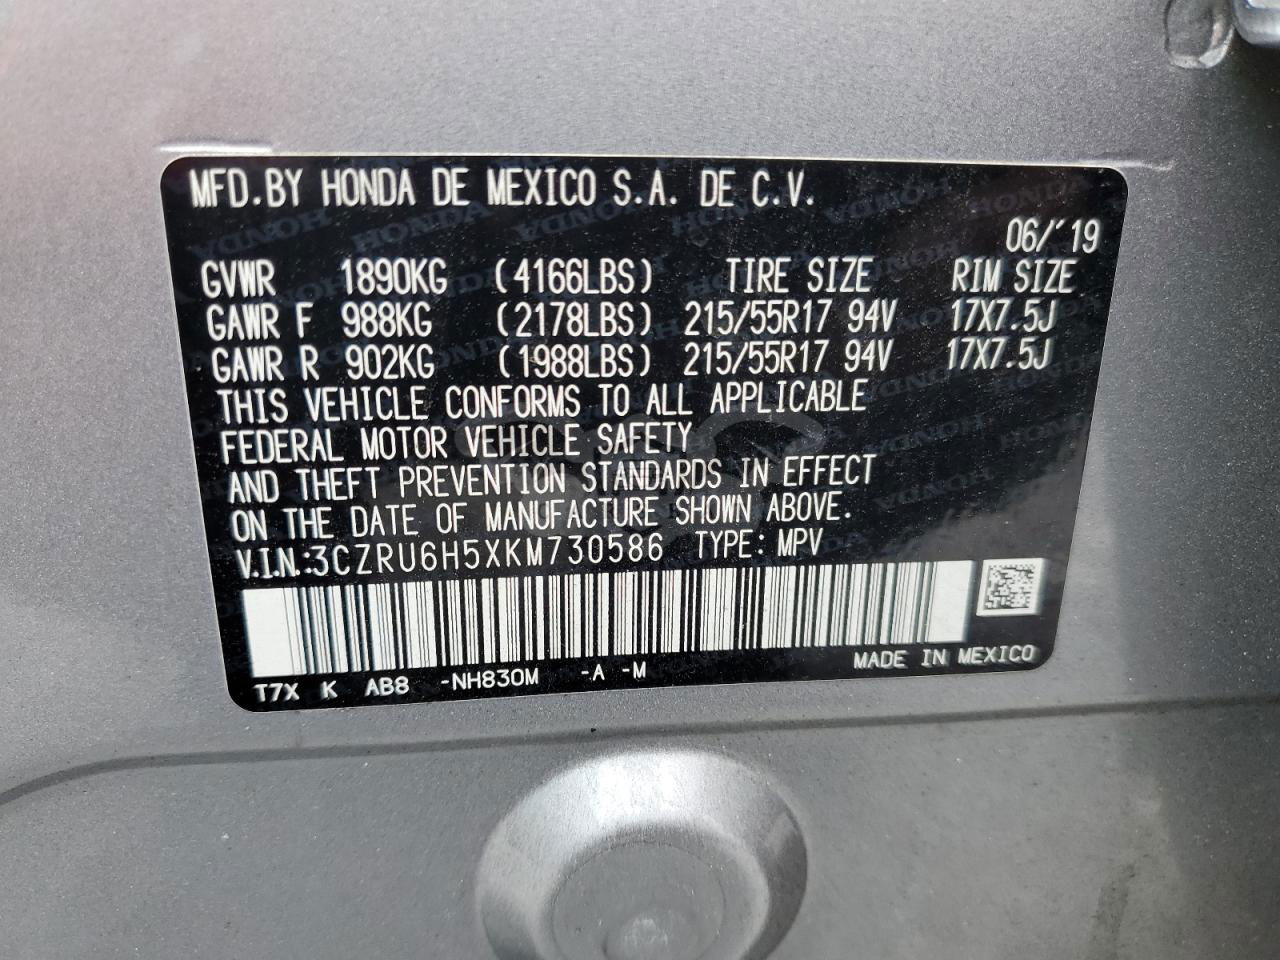 MFD.BY HONDA DE MEXICO S.A. DE C.V.
06/'19
GVWR 1890KG (4166LBS) TIRE SIZE RIM SIZE
GAWR F 988KG (2178LBS) 215/55R17 94V 17X7.5J
GAWR R 902KG (1988LBS) 215/55R17 94V 17X7.5J
THIS VEHICLE CONFORMS TO ALL APPLICABLE
FEDERAL MOTOR VEHICLE SAFETY
AND THEFT PREVENTION STANDARDS IN EFFECT
ON THE DATE OF MANUFACTURE SHOWN ABOVE.
V.I.N.:3CZRU6H5XKM730586 TYPE: MPV
T7X K AB8 -NH830M -A -M MADE IN MEXICO